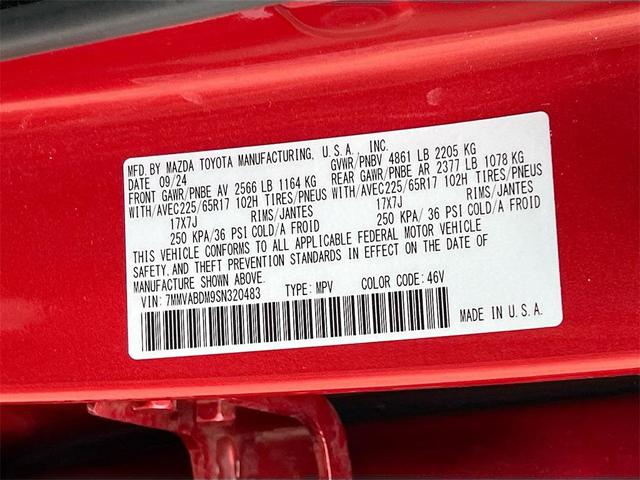 MFD. BY MAZDA TOYOTA MANUFACTURING, U.S.A., INC.
DATE 09/24 GVWR/PNBV 4861 LB 2205 KG
FRONT GAWR/PNBE AV 2566 LB 1164 KG REAR GAWR/PNBE AR 2377 LB 1078 KG
WITH/AVEC225/65R17 102H TIRES/PNEUS WITH/AVEC225/65R17 102H TIRES/PNEUS
17X7J RIMS/JANTES 17X7J RIMS/JANTES
250 KPA/36 PSI COLD/A FROID 250 KPA/ 36 PSI COLD/A FROID
THIS VEHICLE CONFORMS TO ALL APPLICABLE FEDERAL MOTOR VEHICLE
SAFETY, AND THEFT PREVENTION STANDARDS IN EFFECT ON THE DATE OF
MANUFACTURE SHOWN ABOVE.
VIN: 7MMVABDM9SN320483 TYPE: MPV COLOR CODE: 46V
MADE IN U.S.A.